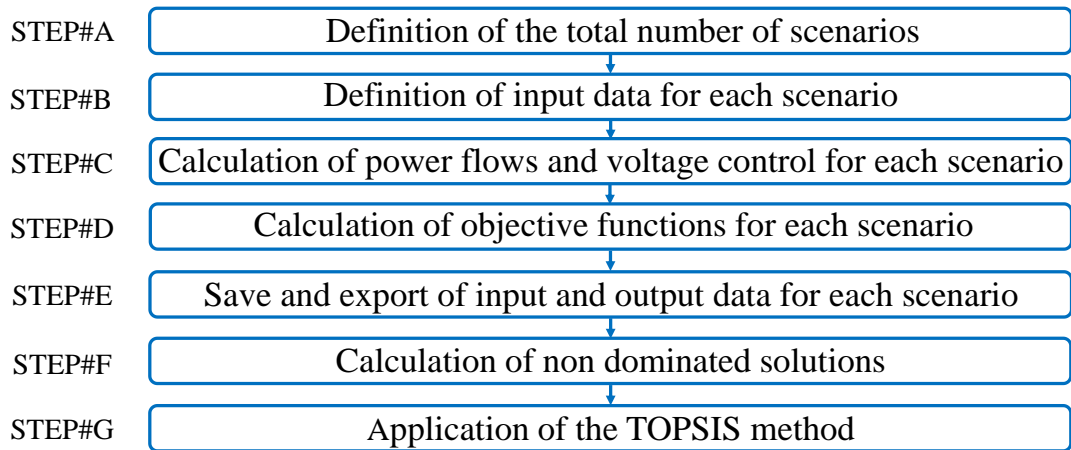 STEP#A Definition of the total number of scenarios
STEP#B Definition of input data for each scenario
STEP#C Calculation of power flows and voltage control for each scenario
STEP#D Calculation of objective functions for each scenario
STEP#E Save and export of input and output data for each scenario
STEP#F Calculation of non dominated solutions
STEP#G Application of the TOPSIS method